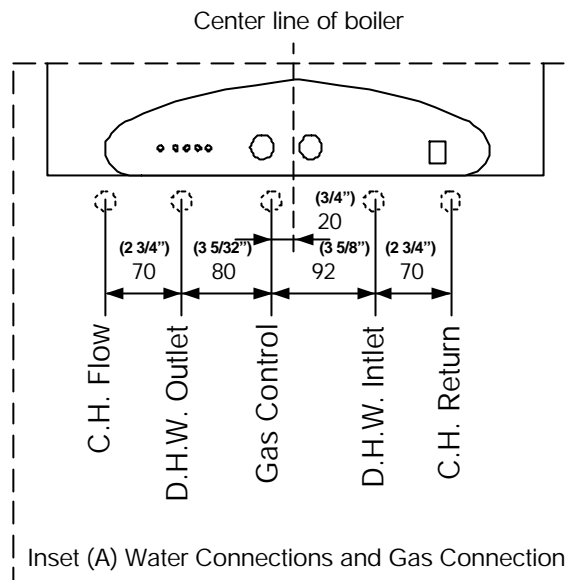 Center line of boiler
(3/4")
20
(2 3/4") (3 5/32") (3 5/8") (2 3/4")
70 80 92 70
C.H. Flow
D.H.W. Outlet
Gas Control
D.H.W. Intlet
C.H. Return
Inset (A) Water Connections and Gas Connection